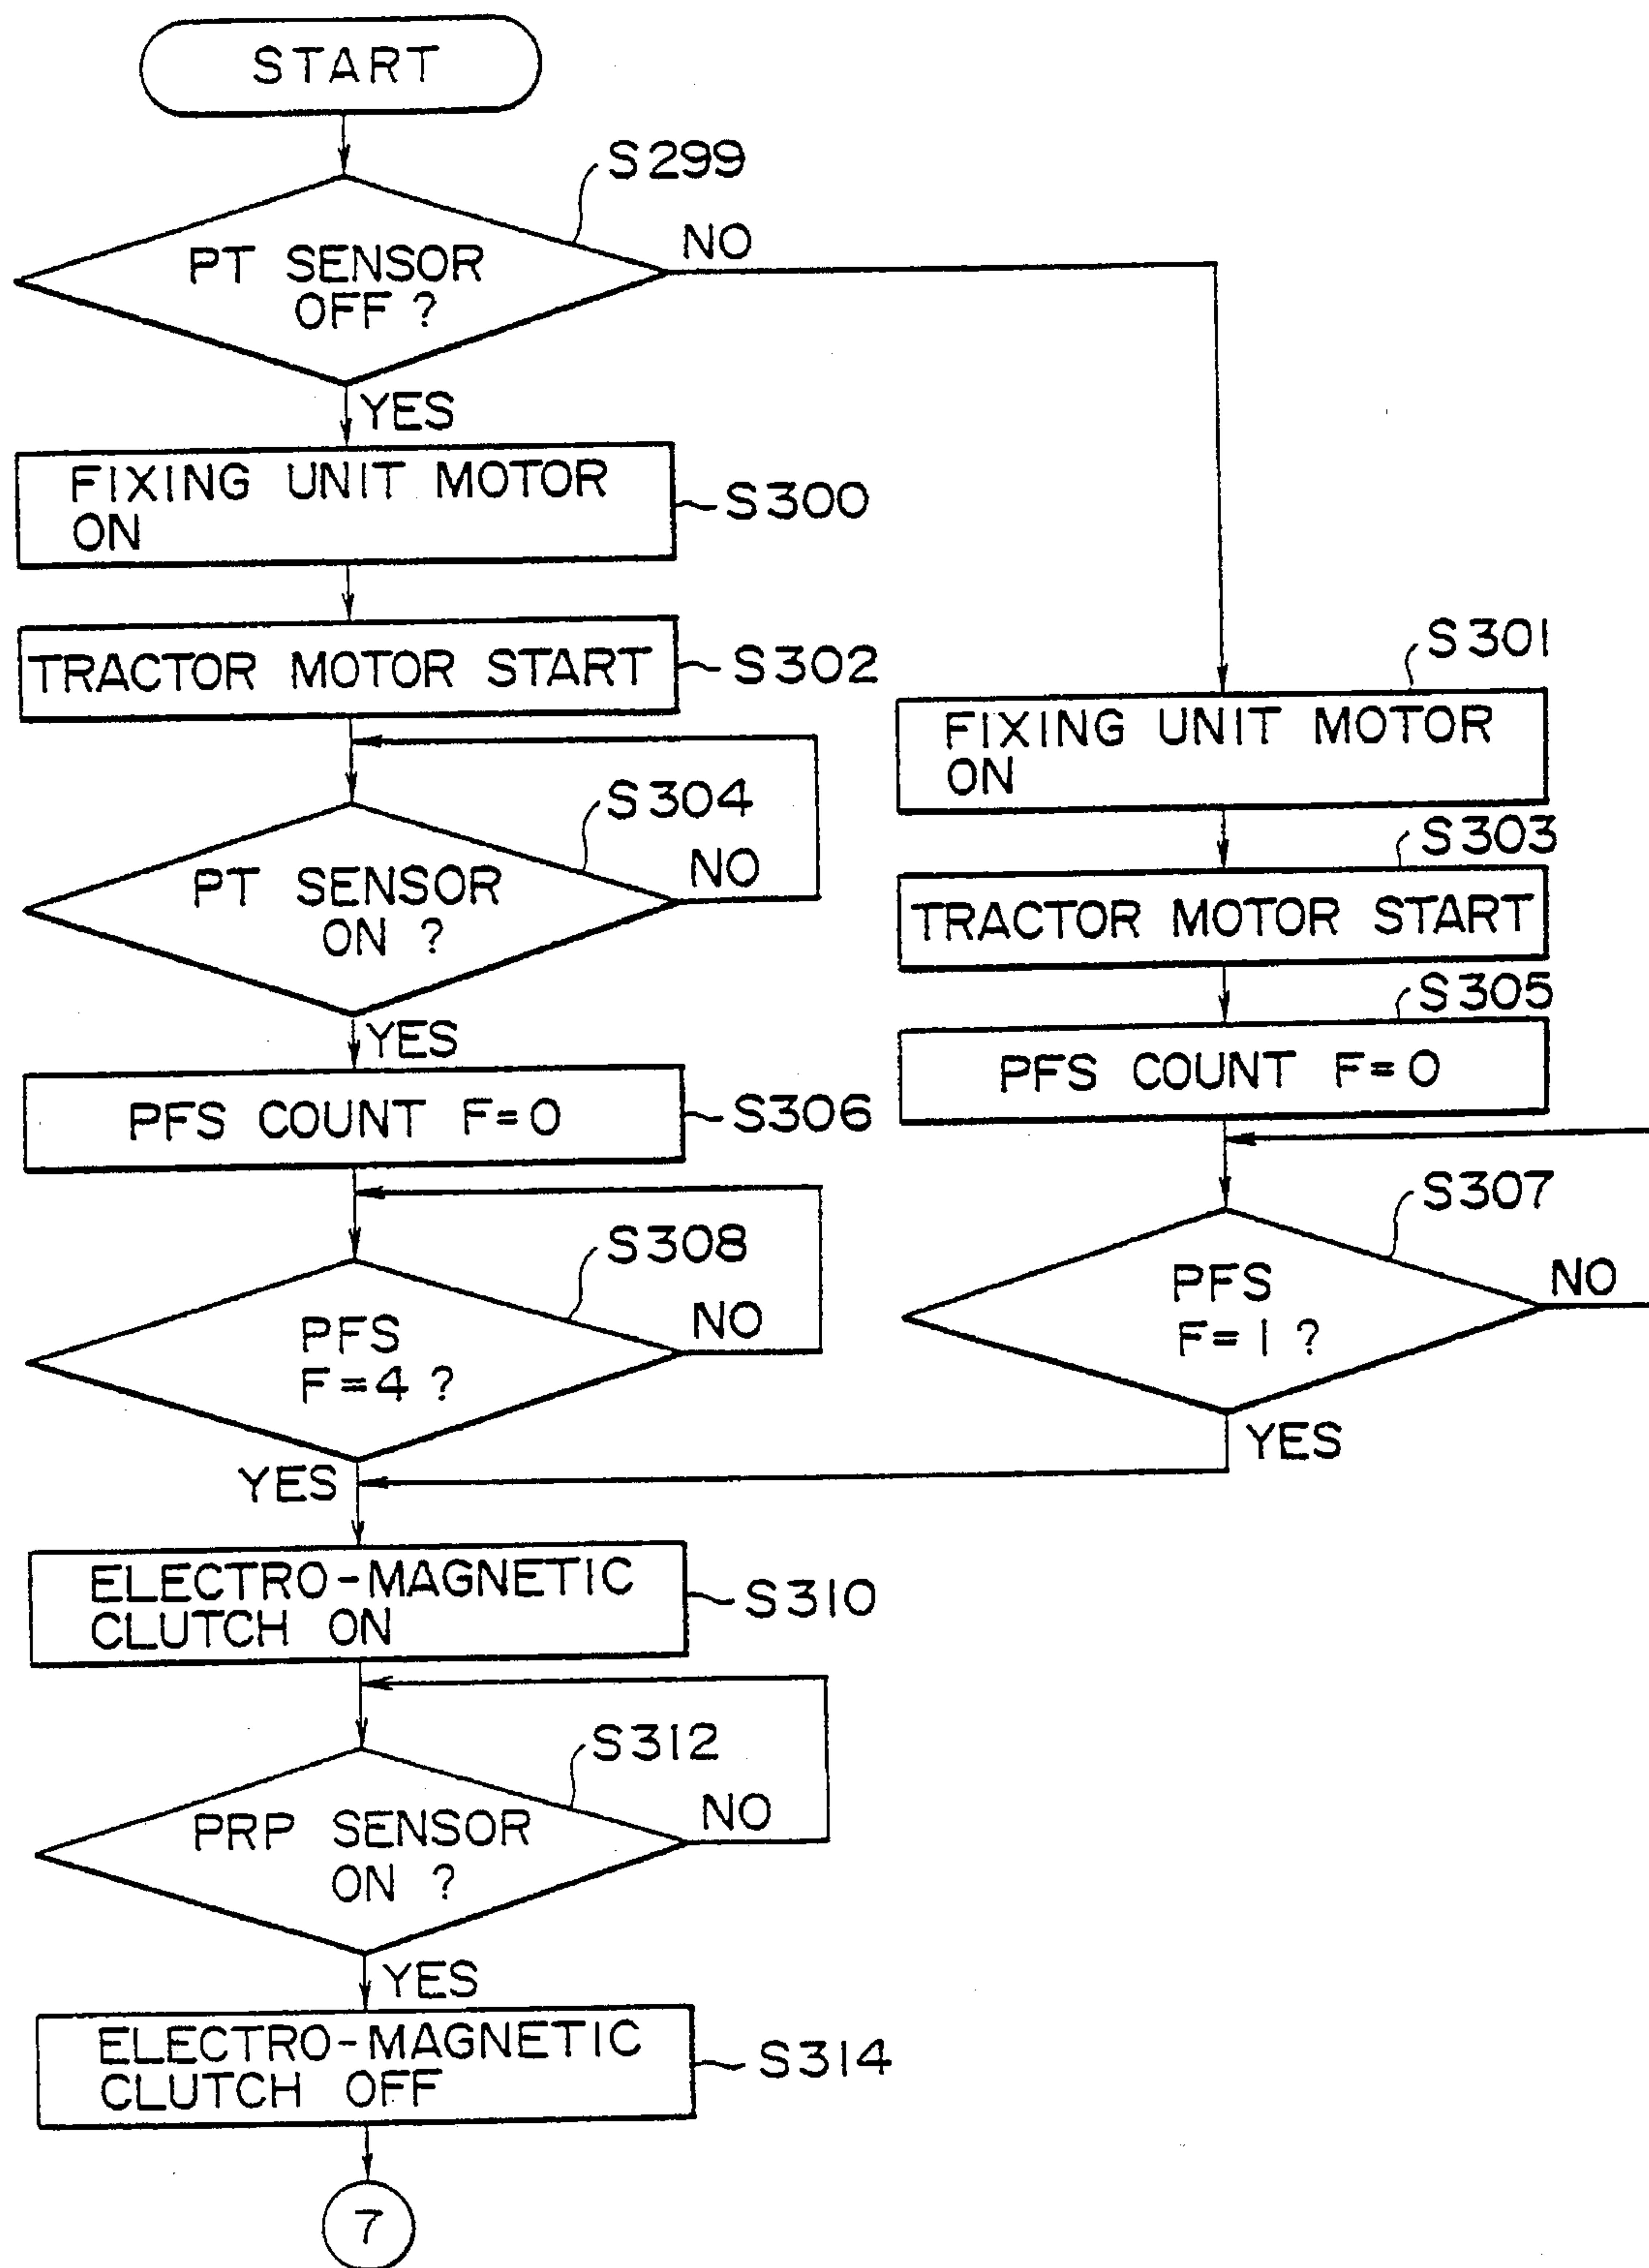 START
S299
PT SENSOR
OFF ?
NO
YES
FIXING UNIT MOTOR
ON
S300
TRACTOR MOTOR START
S302
S304
PT SENSOR
ON ?
NO
YES
PFS COUNT F=0
S306
S308
PFS
F=4 ?
NO
YES
S301
FIXING UNIT MOTOR
ON
S303
TRACTOR MOTOR START
S305
PFS COUNT F=0
S307
PFS
F=1 ?
NO
YES
ELECTRO-MAGNETIC
CLUTCH ON
S310
S312
PRP SENSOR
ON ?
NO
YES
ELECTRO-MAGNETIC
CLUTCH OFF
S314
7